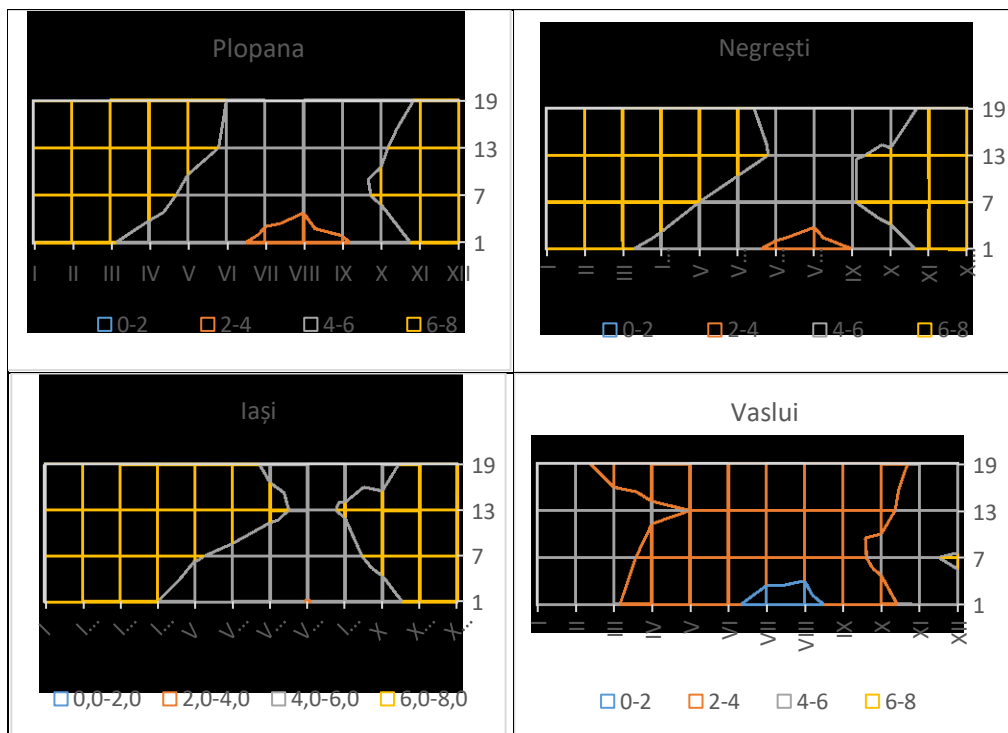 Plopana
19
13
7
1
I II III IV V VI VII VIII IX X XI XII
0-2 2-4 4-6 6-8
Negrești
19
13
7
1
I II III I... V V... V... V... IX X XI X...
0-2 2-4 4-6 6-8
Iași
19
13
7
1
I I... I... I... V V... V... V... I... X X... X...
0,0-2,0 2,0-4,0 4,0-6,0 6,0-8,0
Vaslui
19
13
7
1
I II III IV V VI VII VIII IX X XI XII
0-2 2-4 4-6 6-8